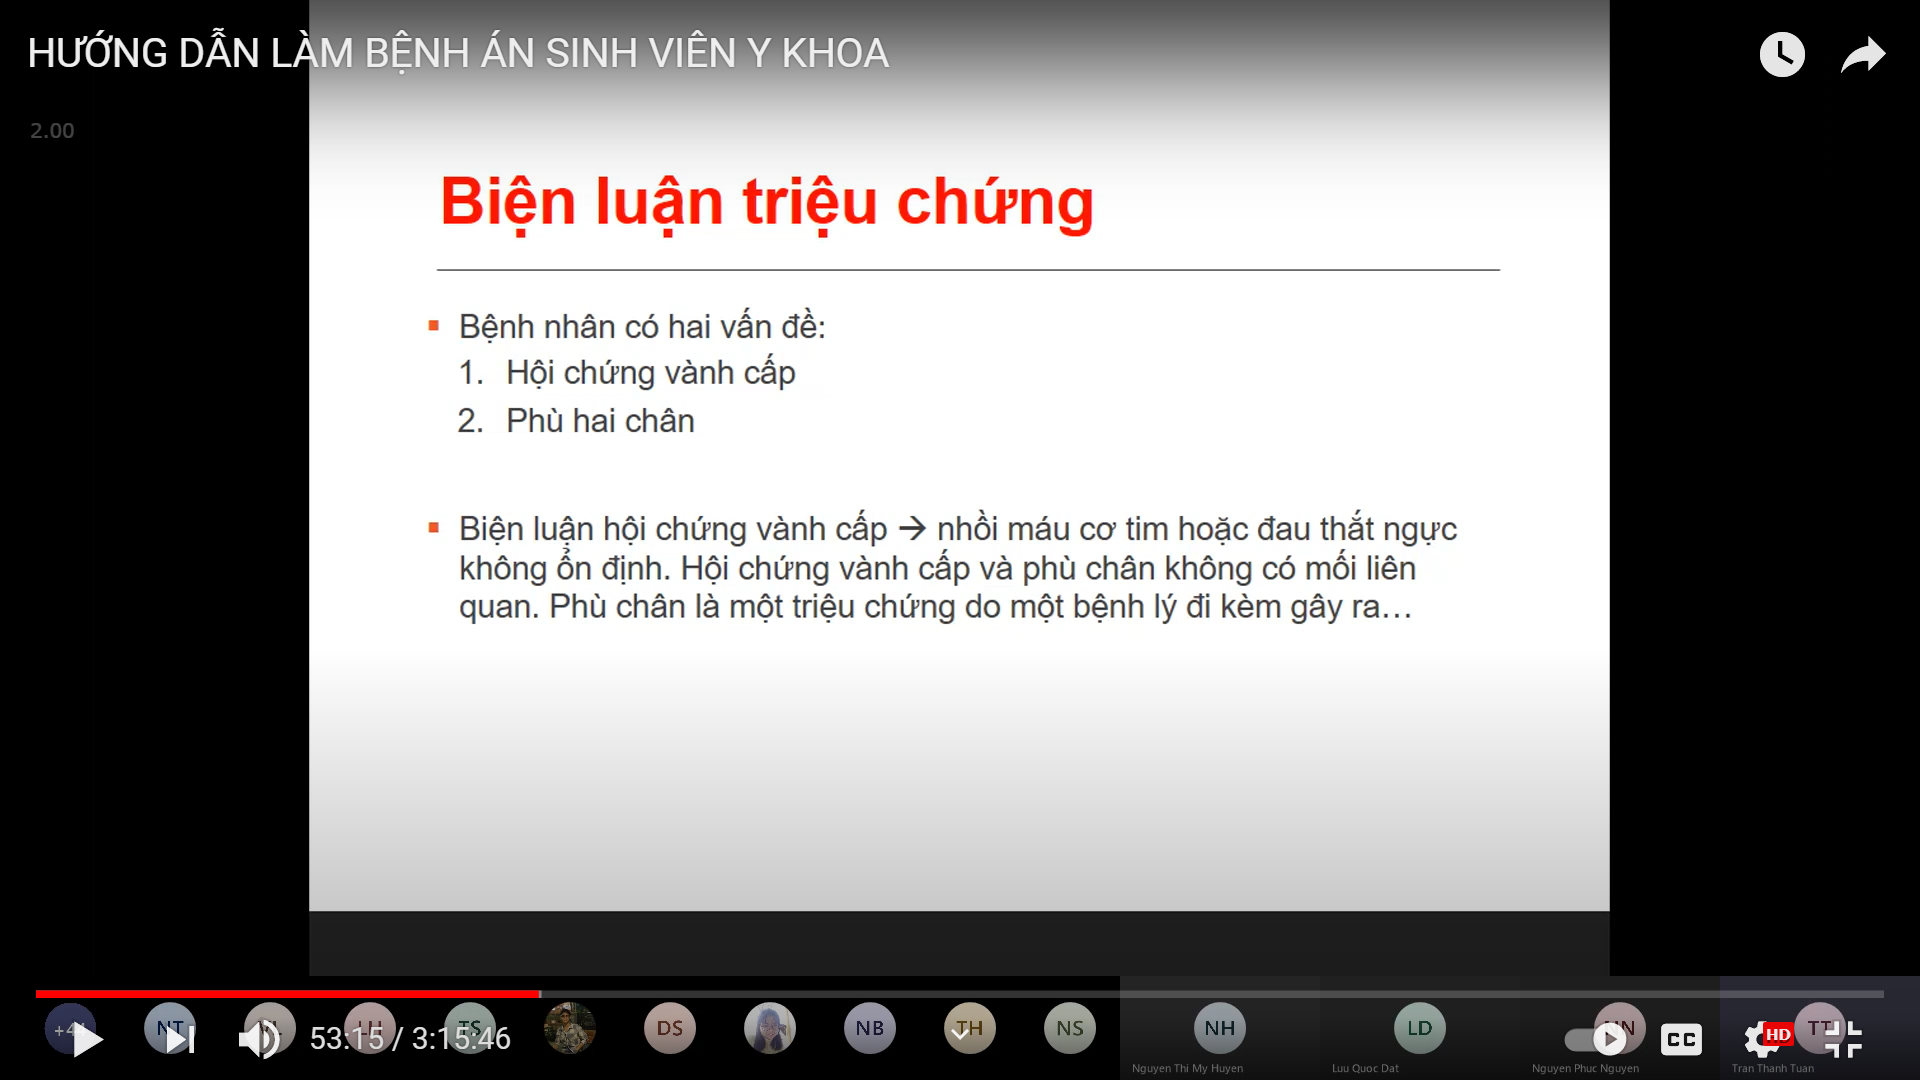 HƯỚNG DẪN LÀM BỆNH ÁN SINH VIÊN Y KHOA
2.00
Biện luận triệu chứng
▪ Bệnh nhân có hai vấn đề:
1. Hội chứng vành cấp
2. Phù hai chân
▪ Biện luận hội chứng vành cấp → nhồi máu cơ tim hoặc đau thắt ngực
không ổn định. Hội chứng vành cấp và phù chân không có mối liên
quan. Phù chân là một triệu chứng do một bệnh lý đi kèm gây ra...
NT LH TS DS NB TH NS NH LD TT
53:15 / 3:15:46
CC HD
Nguyen Thi My Huyen Luu Quoc Dat Nguyen Phuc Nguyen Tran Thanh Tuan